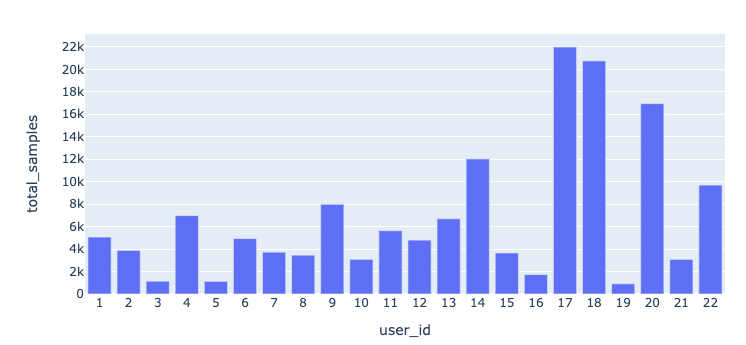 22k
20k
18k
16k
14k
12k
10k
8k
6k
4k
2k
0
total_samples
1 2 3 4 5 6 7 8 9 10 11 12 13 14 15 16 17 18 19 20 21 22
user_id